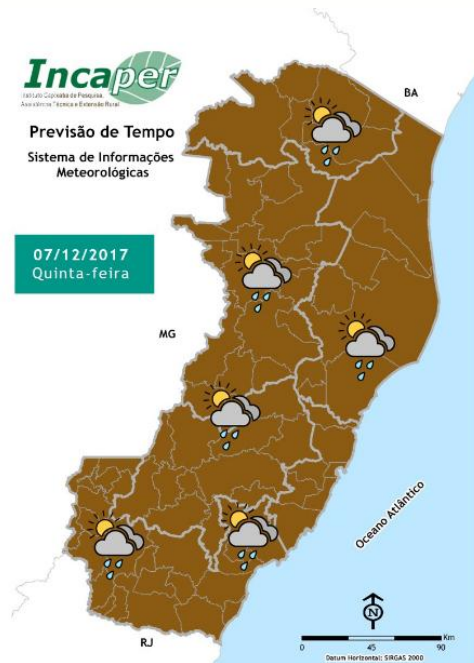 Incaper
Instituto Capixaba de Pesquisa,
Assistência Técnica e Extensão Rural
Previsão de Tempo
Sistema de Informações
Meteorológicas
07/12/2017
Quinta-feira
BA
MG
Oceano Atlântico
RJ
N
0 45 90 Km
Datum Horizontal: SIRGAS 2000